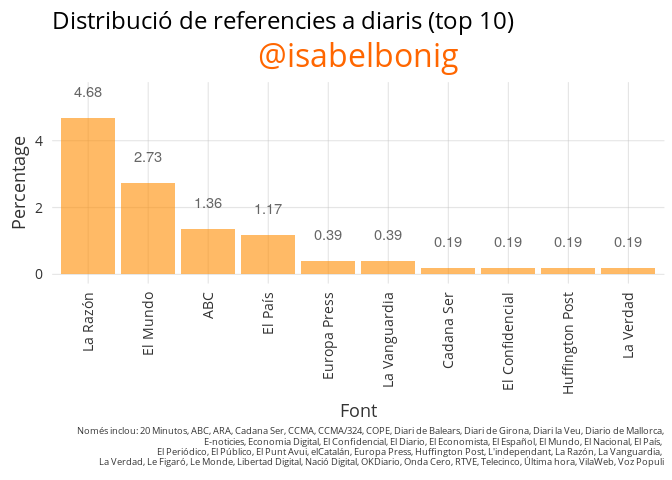 Distribució de referencies a diaris (top 10)
@isabelbonig
Percentage
4
2
0
4.68
2.73
1.36
1.17
0.39
0.39
0.19
0.19
0.19
0.19
La Razón
El Mundo
ABC
El País
Europa Press
La Vanguardia
Cadana Ser
El Confidencial
Huffington Post
La Verdad
Font
Només inclou: 20 Minutos, ABC, ARA, Cadana Ser, CCMA, CCMA/324, COPE, Diari de Balears, Diari de Girona, Diari la Veu, Diario de Mallorca,
E-noticies, Economia Digital, El Confidencial, El Diario, El Economista, El Español, El Mundo, El Nacional, El País,
El Periódico, El Público, El Punt Avui, elCatalán, Europa Press, Huffington Post, L'independant, La Razón, La Vanguardia,
La Verdad, Le Figaró, Le Monde, Libertad Digital, Nació Digital, OKDiario, Onda Cero, RTVE, Telecinco, Última hora, VilaWeb, Voz Populi